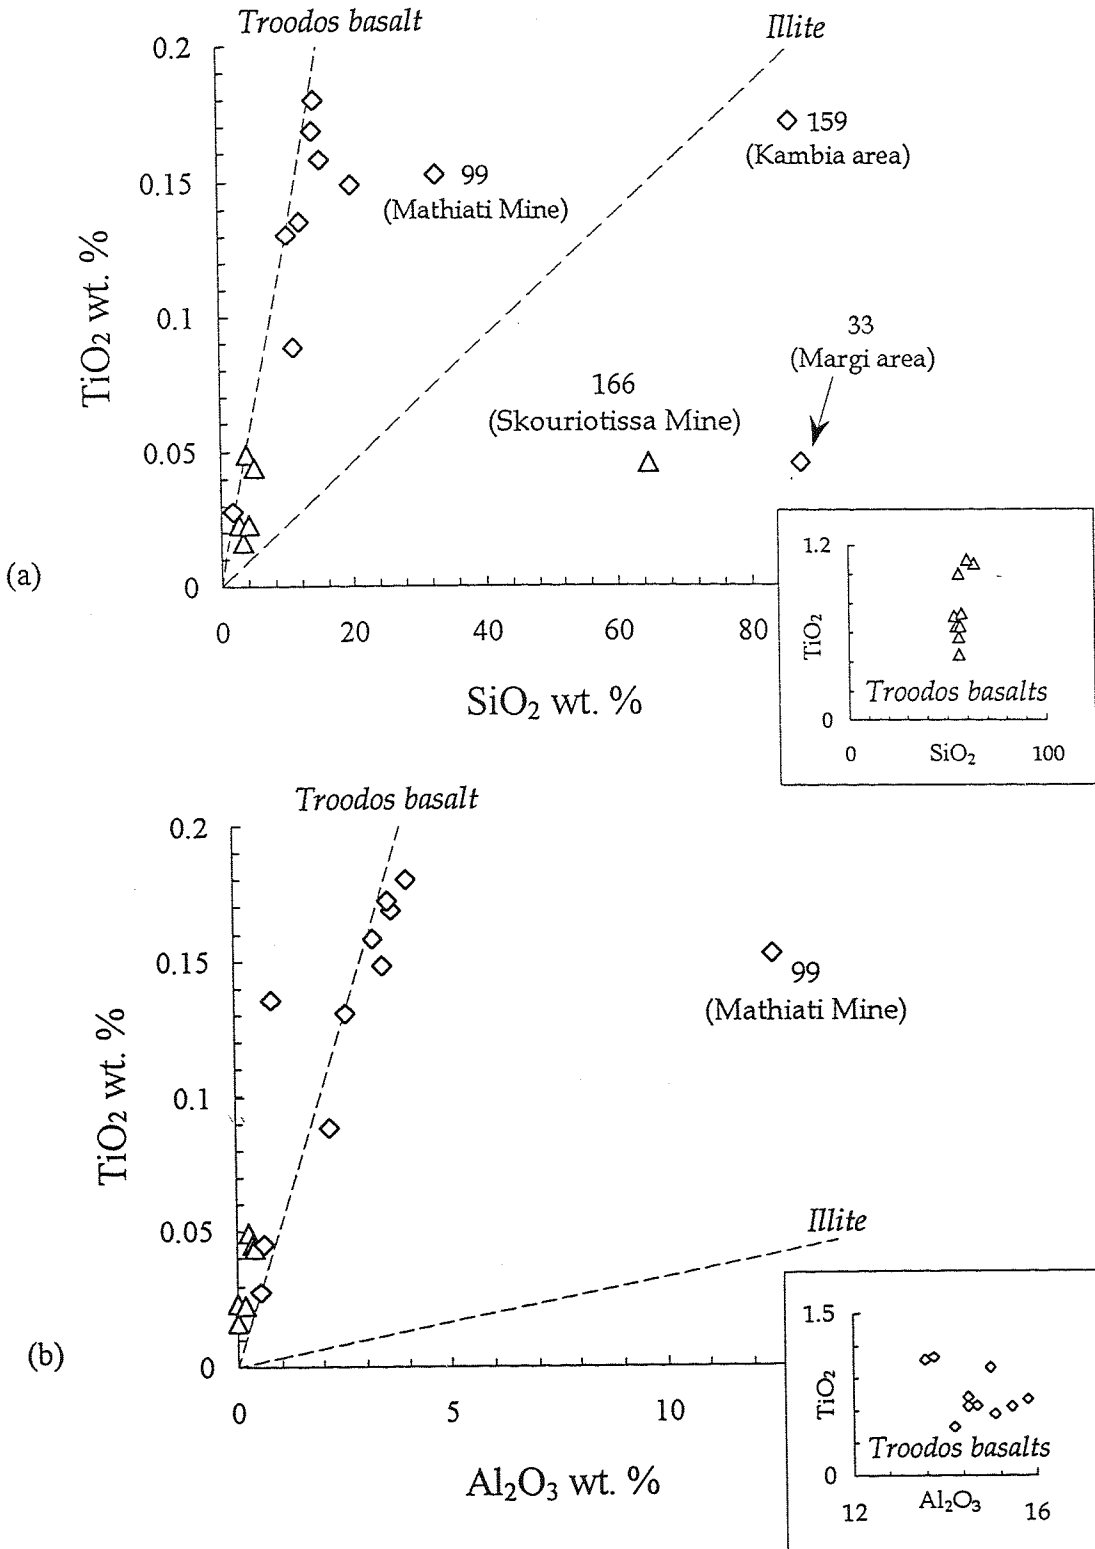 Troodos basalt
Illite
0.2
159
(Kambia area)
0.15
99
(Mathiati Mine)
TiO₂ wt. %
0.1
33
(Margi area)
166
(Skouriotissa Mine)
0.05
(a)
0
0 20 40 60 80
SiO₂ wt. %
1.2
TiO₂
Troodos basalts
0
0 SiO₂ 100
Troodos basalt
0.2
0.15
99
(Mathiati Mine)
TiO₂ wt. %
0.1
0.05
Illite
(b)
0
0 5 10
Al₂O₃ wt. %
1.5
TiO₂
Troodos basalts
0
12 Al₂O₃ 16